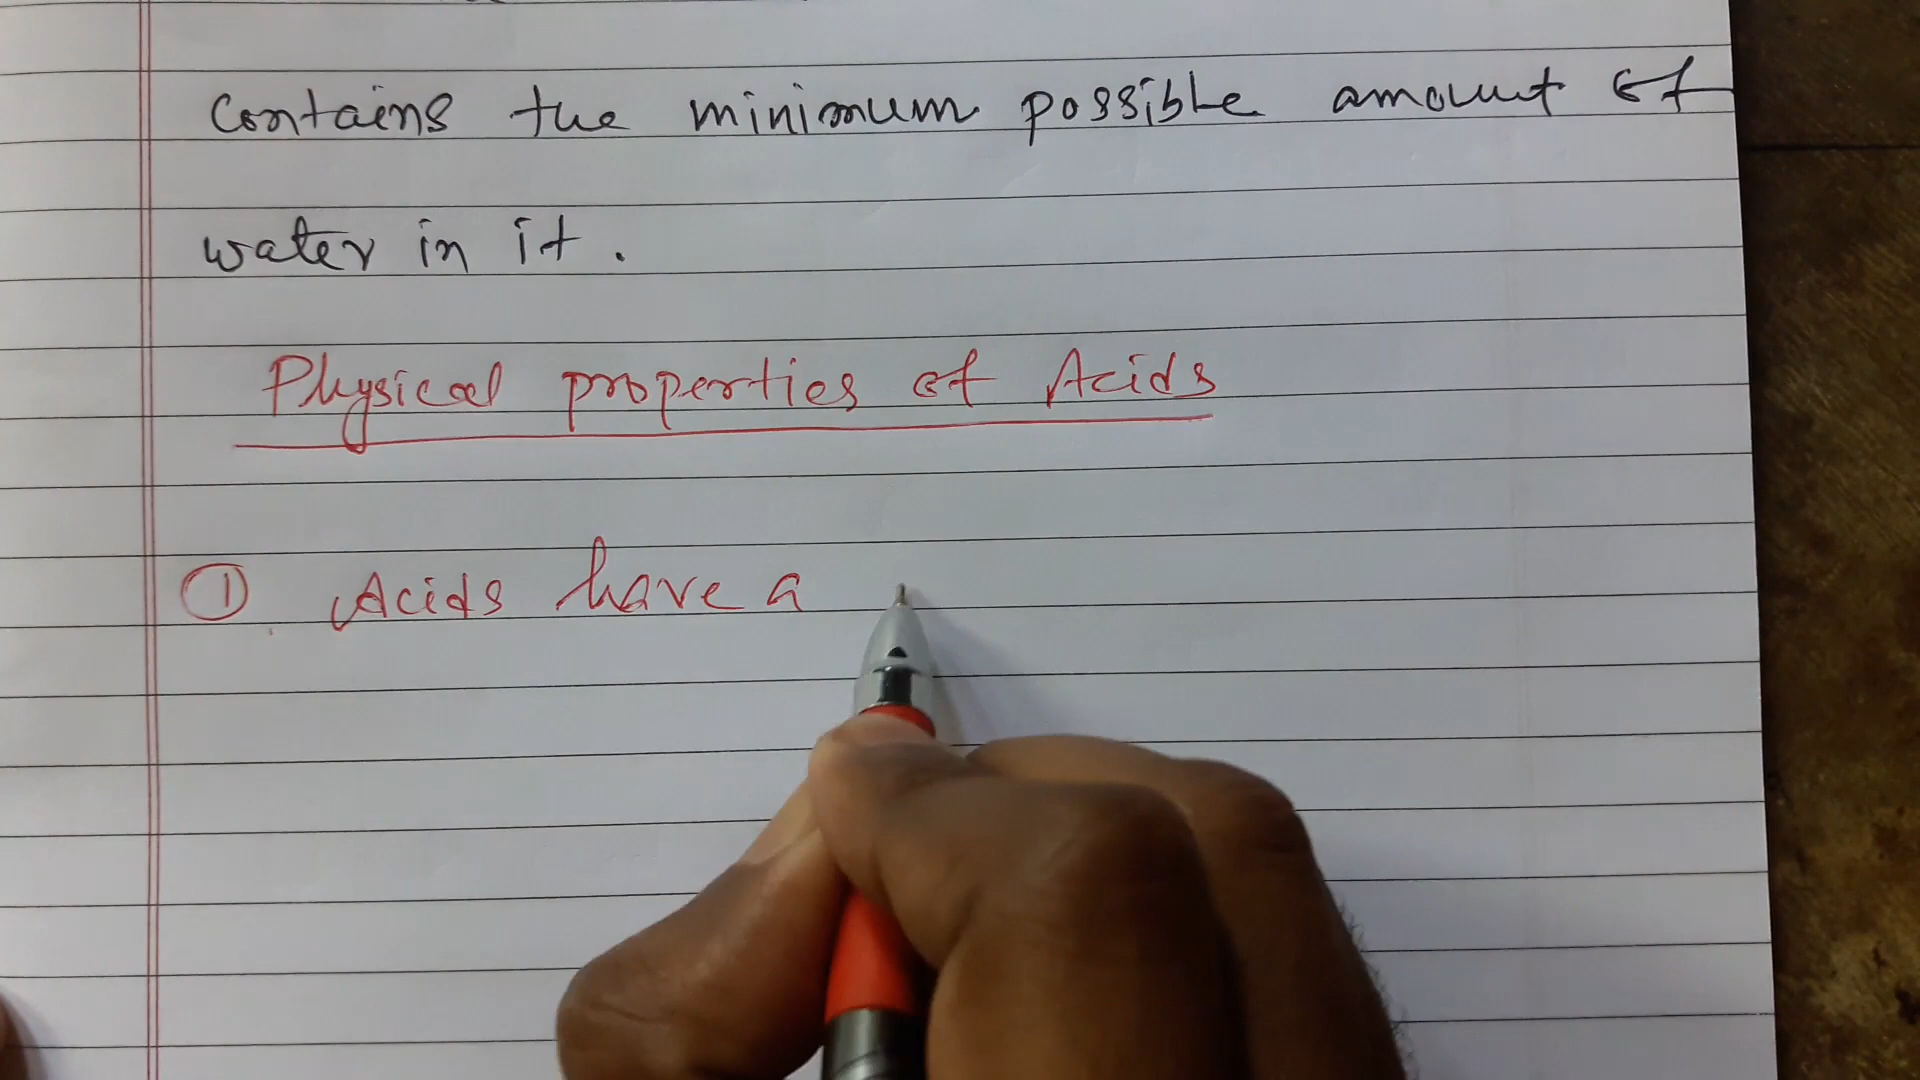 Contains the minimum possible amount of
water in it.
Physical properties of Acids
① Acids have a